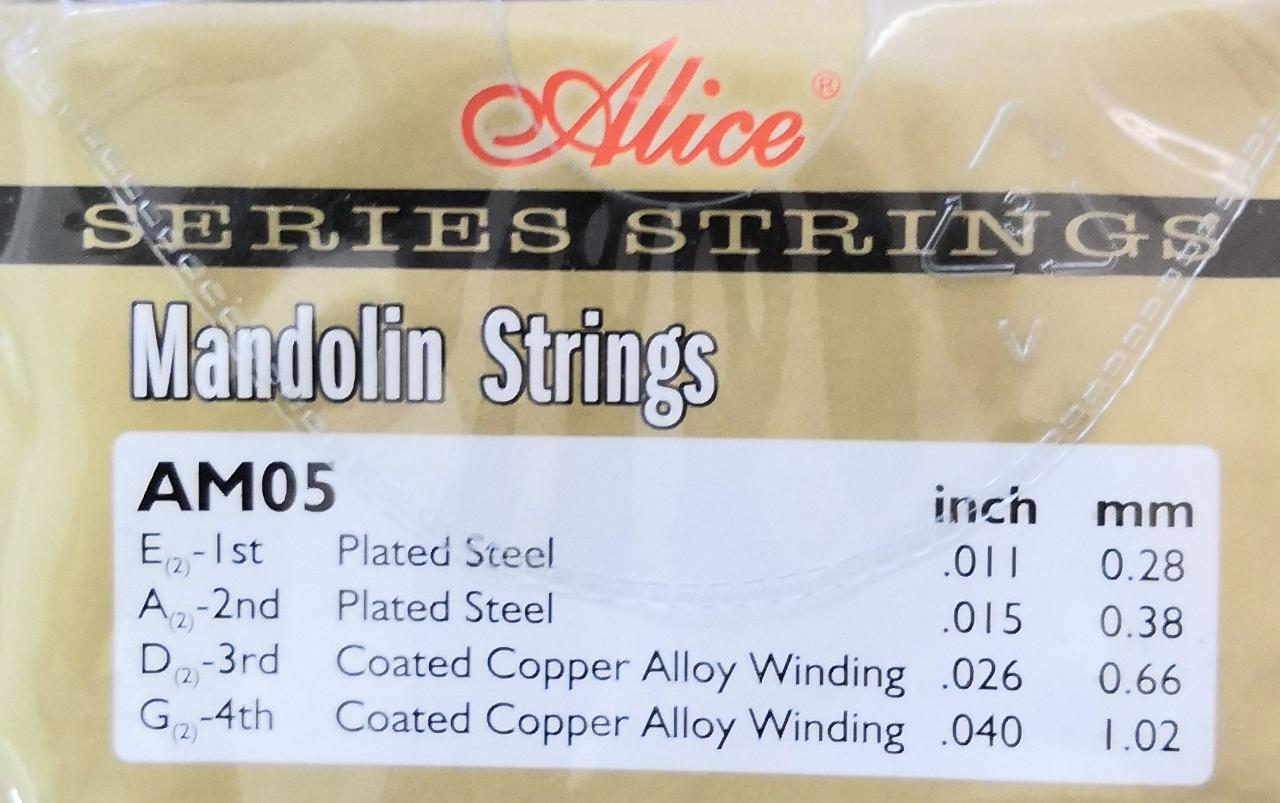 Alice®
SERIES STRINGS
3
V
Mandolin Strings
AM05 inch mm
E(2)-1st Plated Steel .011 0.28
A(2)-2nd Plated Steel .015 0.38
D(2)-3rd Coated Copper Alloy Winding .026 0.66
G(2)-4th Coated Copper Alloy Winding .040 1.02